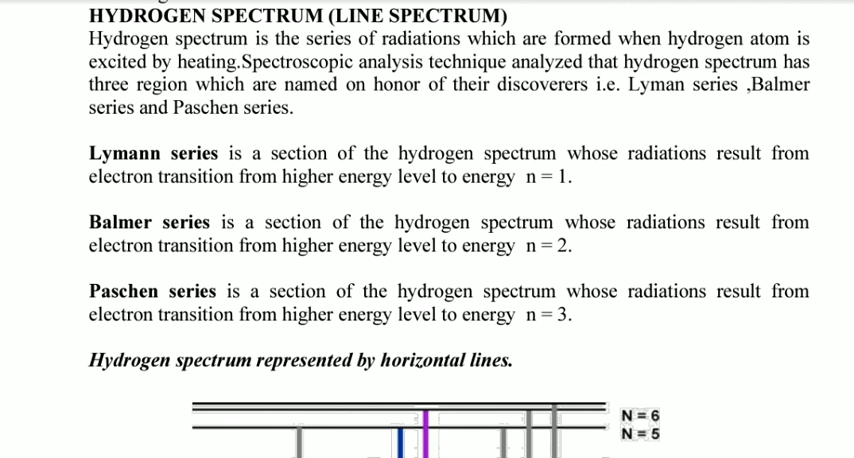 HYDROGEN SPECTRUM (LINE SPECTRUM)
Hydrogen spectrum is the series of radiations which are formed when hydrogen atom is
excited by heating.Spectroscopic analysis technique analyzed that hydrogen spectrum has
three region which are named on honor of their discoverers i.e. Lyman series ,Balmer
series and Paschen series.
Lymann series is a section of the hydrogen spectrum whose radiations result from
electron transition from higher energy level to energy n = 1.
Balmer series is a section of the hydrogen spectrum whose radiations result from
electron transition from higher energy level to energy n = 2.
Paschen series is a section of the hydrogen spectrum whose radiations result from
electron transition from higher energy level to energy n = 3.
Hydrogen spectrum represented by horizontal lines.
N = 6
N = 5